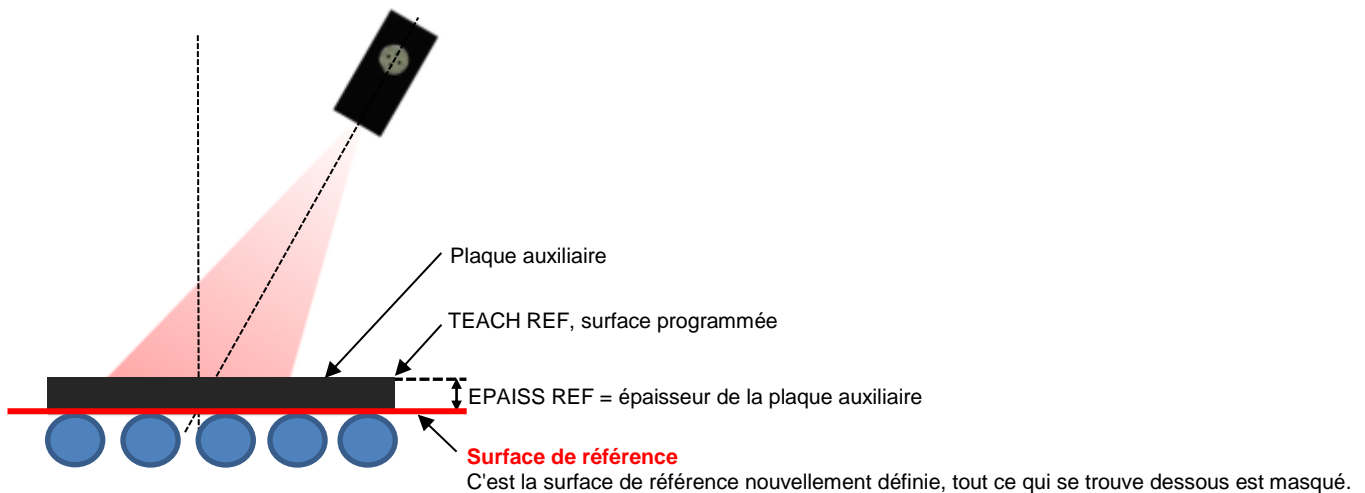 Plaque auxiliaire
TEACH REF, surface programmée
EPAISS REF = épaisseur de la plaque auxiliaire
Surface de référence
C'est la surface de référence nouvellement définie, tout ce qui se trouve dessous est masqué.